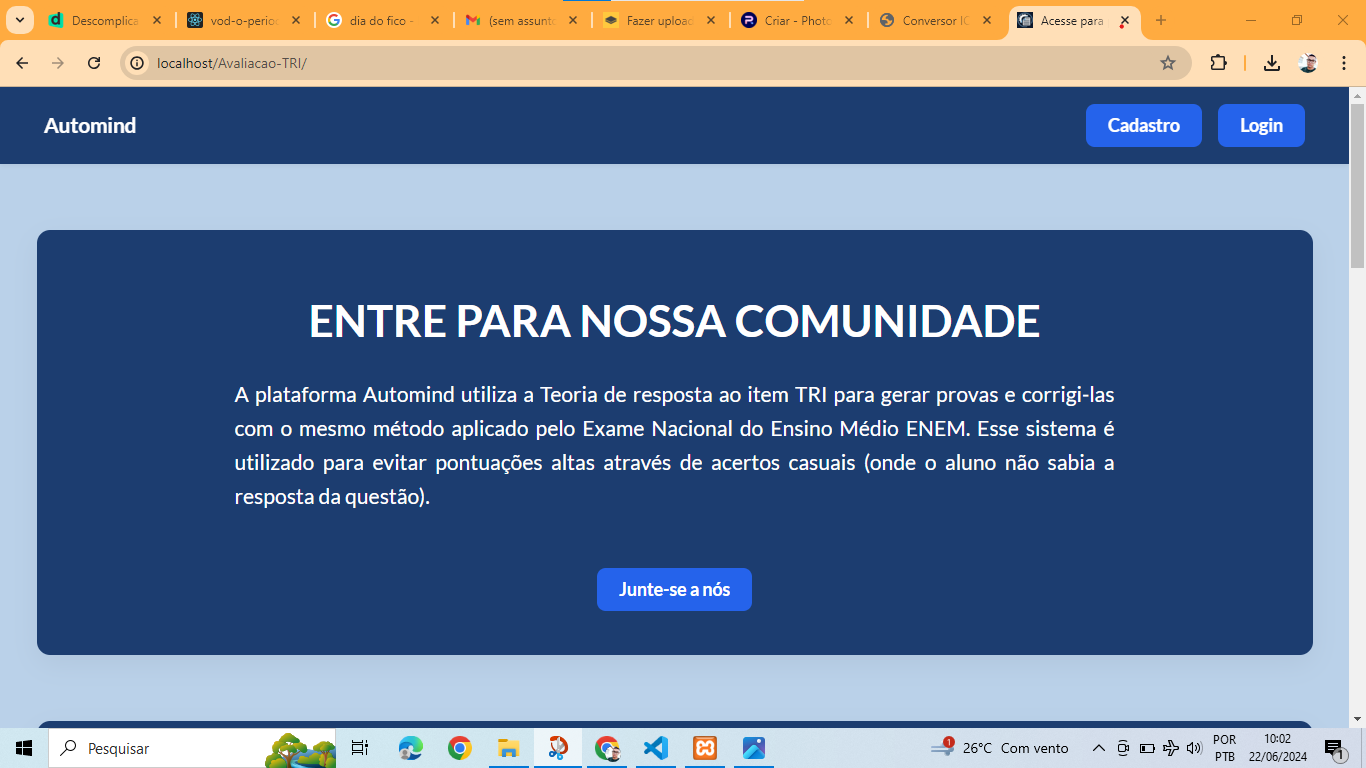 Descomplica
vod-o-perio
dia do fico -
(sem assunto
Fazer upload
Criar - Photo
Conversor IC
Acesse para
localhost/Avaliacao-TRI/
Automind
Cadastro
Login
ENTRE PARA NOSSA COMUNIDADE
A plataforma Automind utiliza a Teoria de resposta ao item TRI para gerar provas e corrigi-las
com o mesmo método aplicado pelo Exame Nacional do Ensino Médio ENEM. Esse sistema é
utilizado para evitar pontuações altas através de acertos casuais (onde o aluno não sabia a
resposta da questão).
Junte-se a nós
Pesquisar
1
26°C Com vento
POR
PTB
10:02
22/06/2024
1